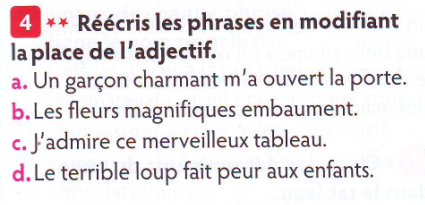 4 ** Réécris les phrases en modifiant
la place de l'adjectif.
a. Un garçon charmant m'a ouvert la porte.
b. Les fleurs magnifiques embaument.
c. J'admire ce merveilleux tableau.
d. Le terrible loup fait peur aux enfants.